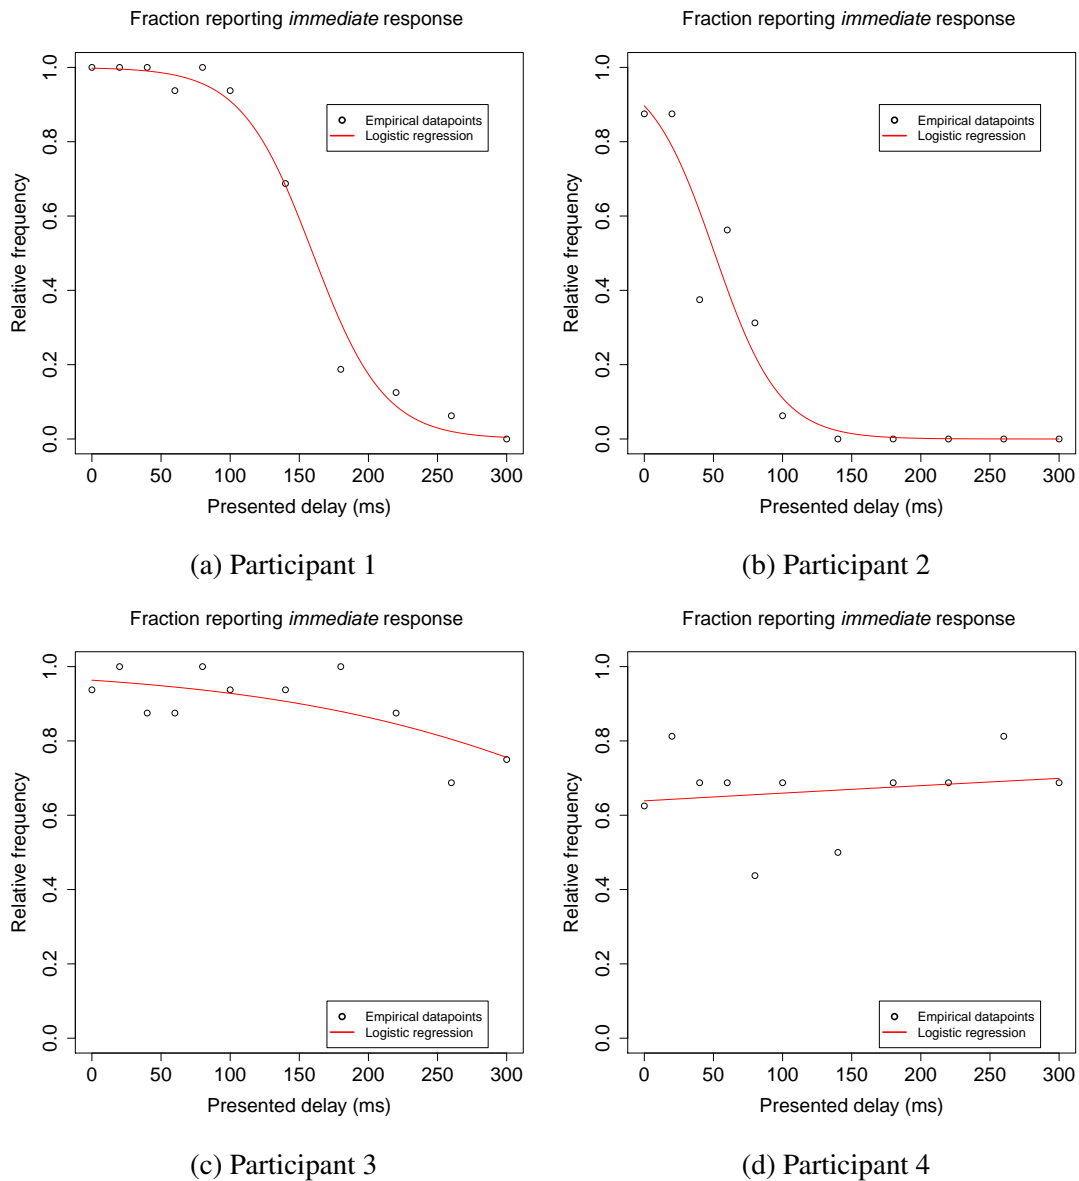 Fraction reporting immediate response
1.0
0.8
0.6
0.4
0.2
0.0
Relative frequency
Empirical datapoints
Logistic regression
0 50 100 150 200 250 300
Presented delay (ms)
(a) Participant 1
Fraction reporting immediate response
1.0
0.8
0.6
0.4
0.2
0.0
Relative frequency
Empirical datapoints
Logistic regression
0 50 100 150 200 250 300
Presented delay (ms)
(b) Participant 2
Fraction reporting immediate response
1.0
0.8
0.6
0.4
0.2
0.0
Relative frequency
Empirical datapoints
Logistic regression
0 50 100 150 200 250 300
Presented delay (ms)
(c) Participant 3
Fraction reporting immediate response
1.0
0.8
0.6
0.4
0.2
0.0
Relative frequency
Empirical datapoints
Logistic regression
0 50 100 150 200 250 300
Presented delay (ms)
(d) Participant 4